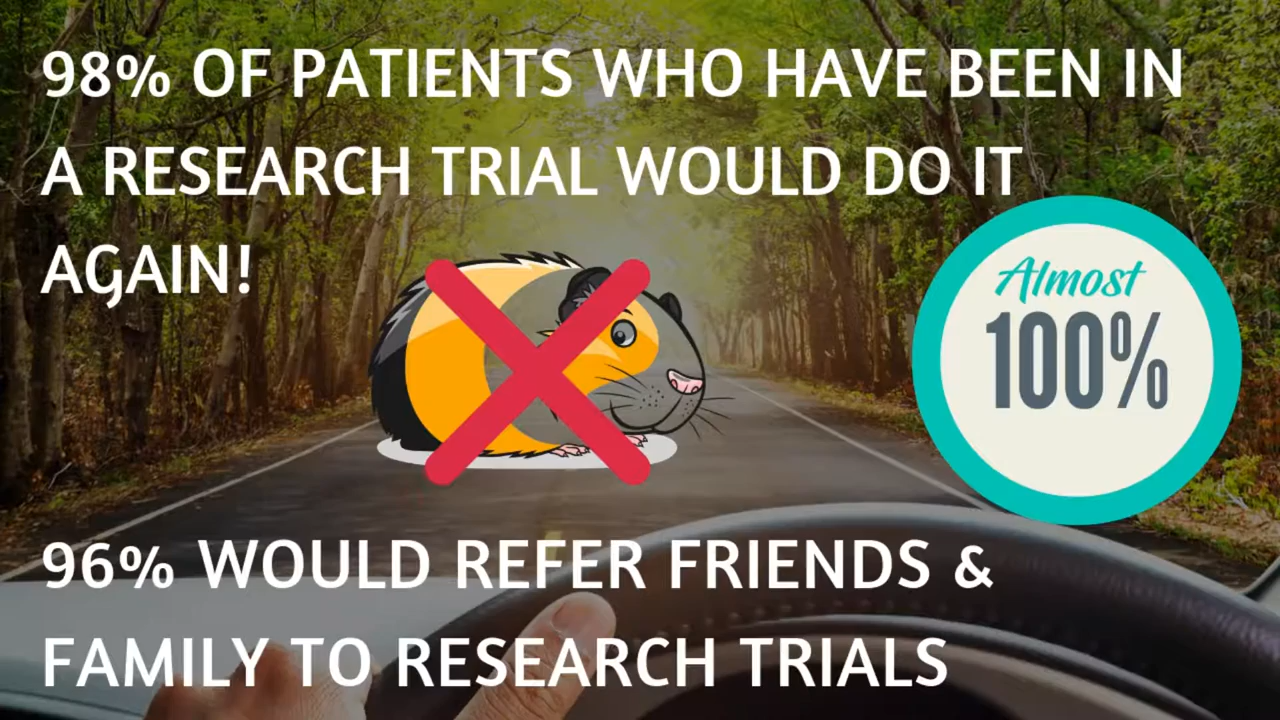 98% OF PATIENTS WHO HAVE BEEN IN
A RESEARCH TRIAL WOULD DO IT
AGAIN!
Almost
100%
96% WOULD REFER FRIENDS &
FAMILY TO RESEARCH TRIALS